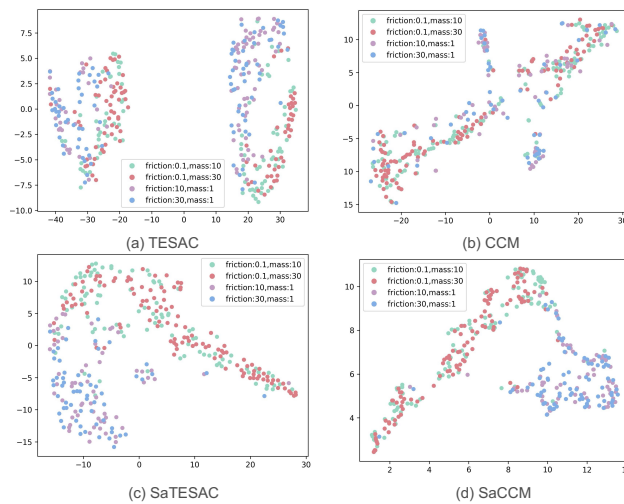 7.5
5.0
2.5
0.0
−2.5
−5.0
−7.5
−10.0
friction:0.1,mass:10
friction:0.1,mass:30
friction:10,mass:1
friction:30,mass:1
−40 −30 −20 −10 0 10 20 30
(a) TESAC
friction:0.1,mass:10
friction:0.1,mass:30
friction:10,mass:1
friction:30,mass:1
10
5
0
5
10
15
−20 −10 0 10 20 30
(b) CCM
friction:0.1,mass:10
friction:0.1,mass:30
friction:10,mass:1
friction:30,mass:1
10
5
0
−5
−10
−15
−10 0 10 20 30
(c) SaTESAC
friction:0.1,mass:10
friction:0.1,mass:30
friction:10,mass:1
friction:30,mass:1
10
8
6
4
2 4 6 8 10 12 14
(d) SaCCM